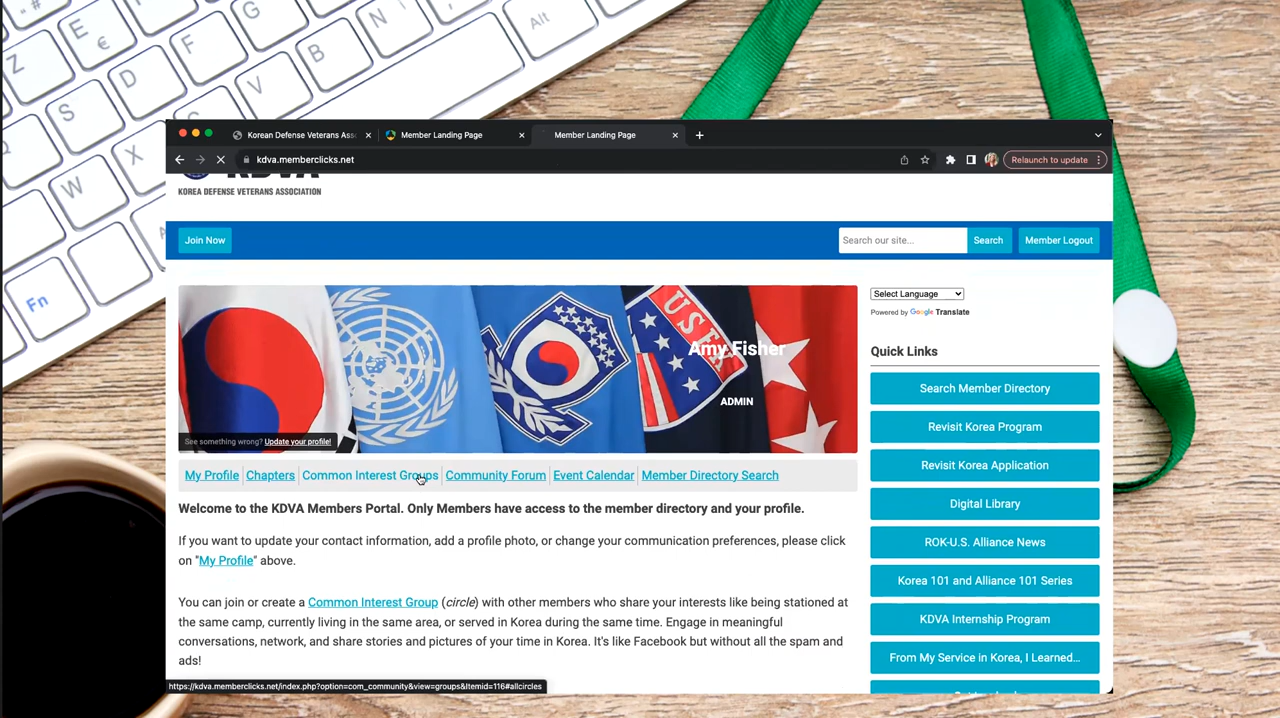 Korean Defense Veterans Ass
Member Landing Page
Member Landing Page
kdva.memberclicks.net
Relaunch to update
KDVA
KOREA DEFENSE VETERANS ASSOCIATION
Join Now
Search our site...
Search
Member Logout
Select Language
Powered by Google Translate
USFK
Amy Fisher
ADMIN
See something wrong? Update your profile!
Quick Links
Search Member Directory
Revisit Korea Program
Revisit Korea Application
Digital Library
ROK-U.S. Alliance News
Korea 101 and Alliance 101 Series
KDVA Internship Program
From My Service in Korea, I Learned...
My Profile Chapters Common Interest Groups Community Forum Event Calendar Member Directory Search
Welcome to the KDVA Members Portal. Only Members have access to the member directory and your profile.
If you want to update your contact information, add a profile photo, or change your communication preferences, please click
on "My Profile" above.
You can join or create a Common Interest Group (circle) with other members who share your interests like being stationed at
the same camp, currently living in the same area, or served in Korea during the same time. Engage in meaningful
conversations, network, and share stories and pictures of your time in Korea. It's like Facebook but without all the spam and
ads!
https://kdva.memberclicks.net/index.php?option=com_community&view=groups&Itemid=116#allcircles
E
€
R
F
G
Z
D
V
B
N
S
X
W
Alt
Fn